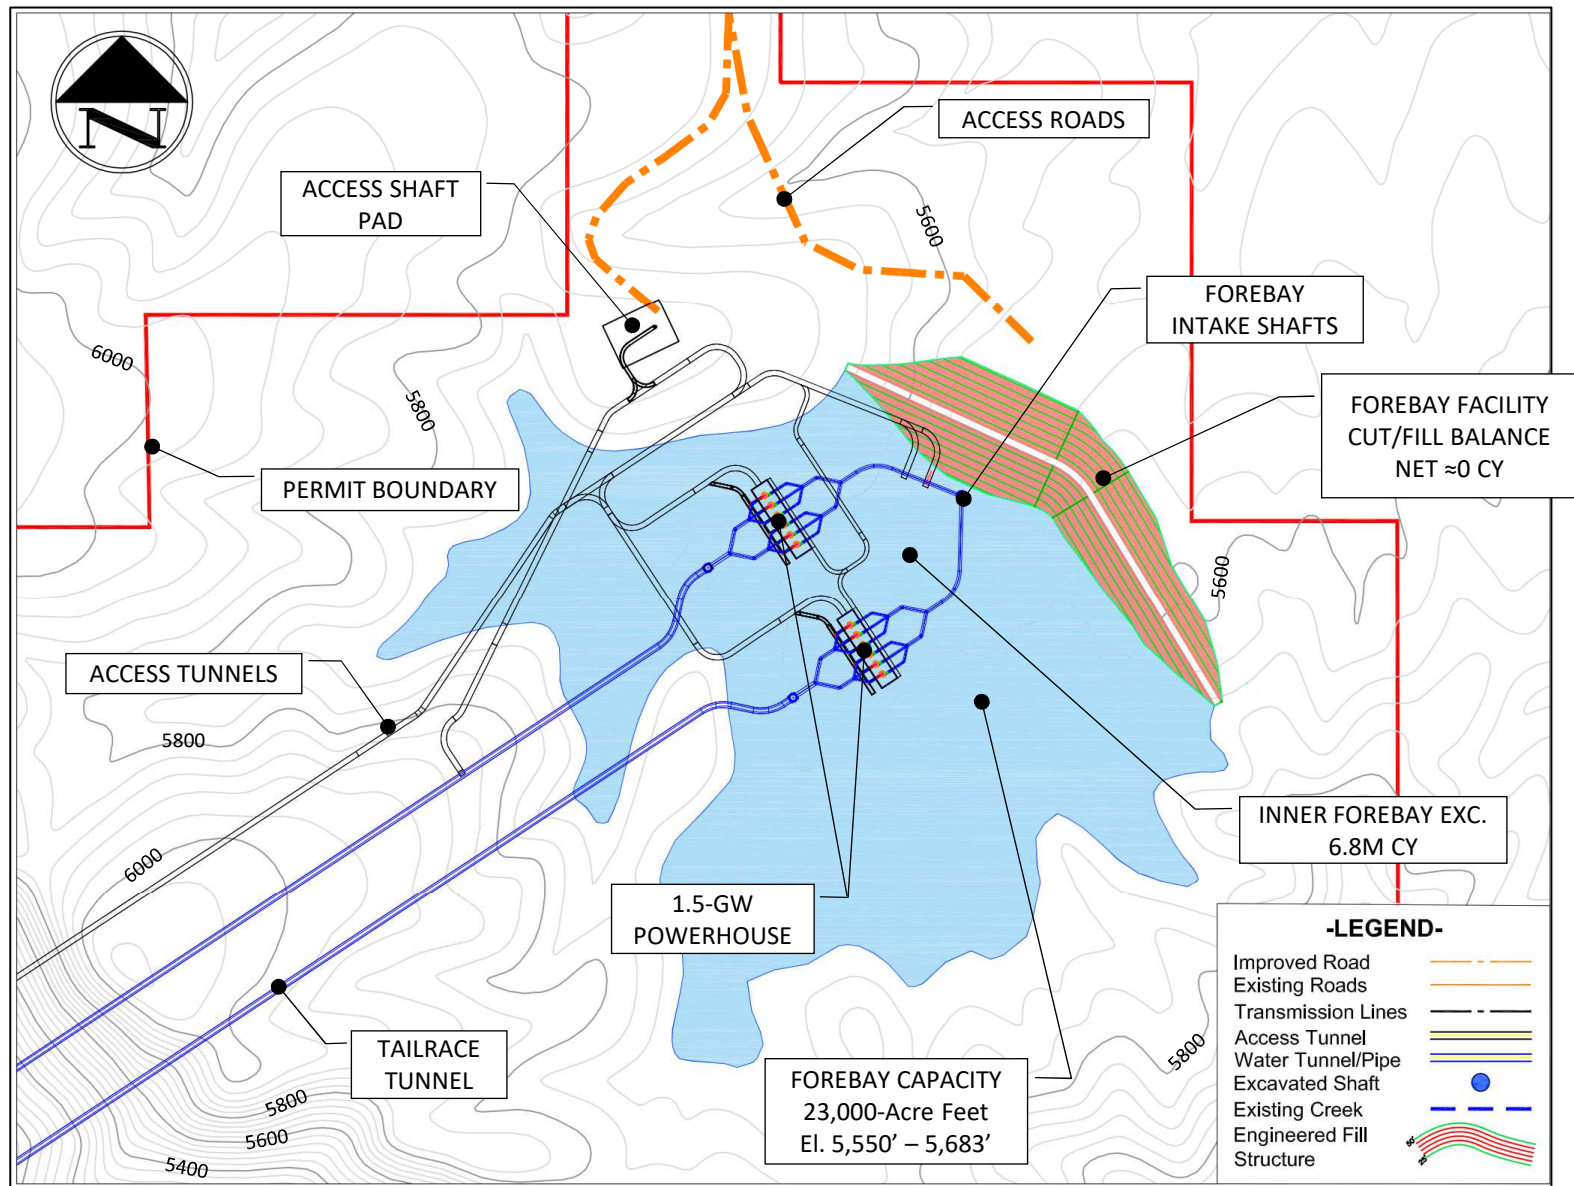 ACCESS ROADS
ACCESS SHAFT
PAD
5600
FOREBAY
INTAKE SHAFTS
6000
5800
FOREBAY FACILITY
CUT/FILL BALANCE
NET ≈0 CY
PERMIT BOUNDARY
5600
ACCESS TUNNELS
5800
INNER FOREBAY EXC.
6.8M CY
6000
1.5-GW
POWERHOUSE
TAILRACE
TUNNEL
FOREBAY CAPACITY
23,000-Acre Feet
El. 5,550’ – 5,683’
5800
5800
5600
5400
-LEGEND-
Improved Road
Existing Roads
Transmission Lines
Access Tunnel
Water Tunnel/Pipe
Excavated Shaft
Existing Creek
Engineered Fill
Structure
50'
25'
N